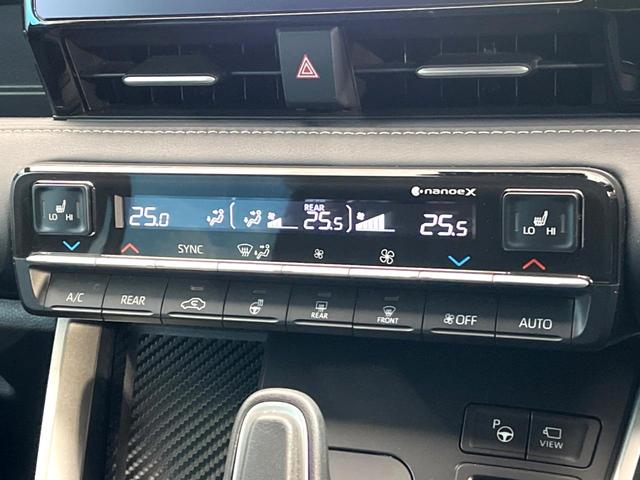 nanoeX
LO HI
25.0
REAR
25.5
25.5
LO HI
SYNC
A/C
REAR
REAR
FRONT
OFF
AUTO
P
VIEW